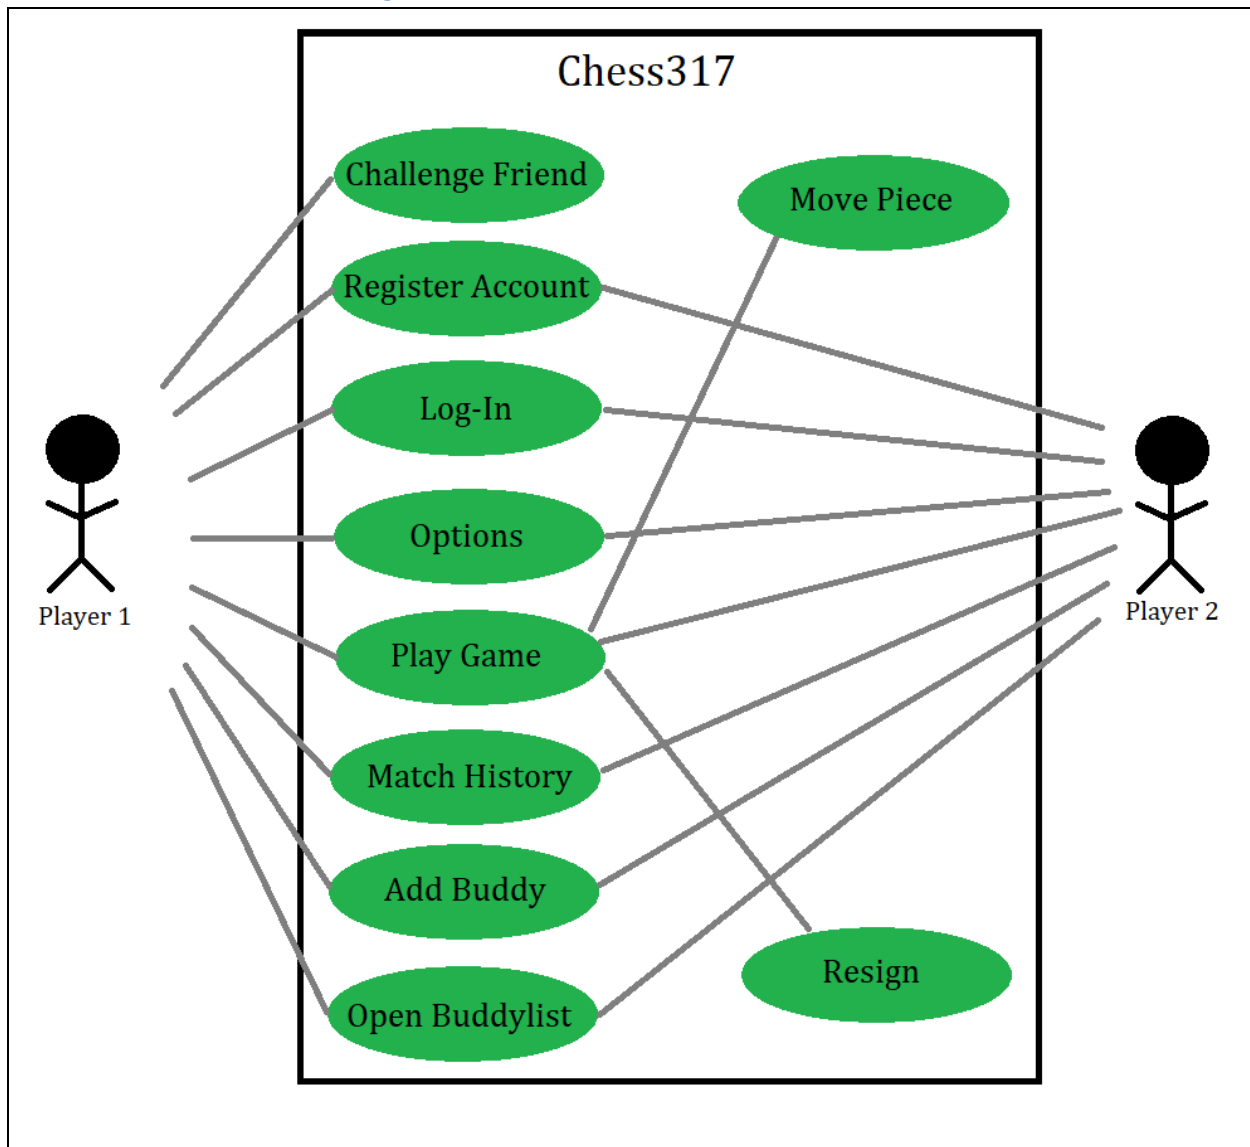 Chess317
Challenge Friend
Move Piece
Register Account
Log-In
Options
Play Game
Match History
Add Buddy
Resign
Open Buddylist
Player 1
Player 2